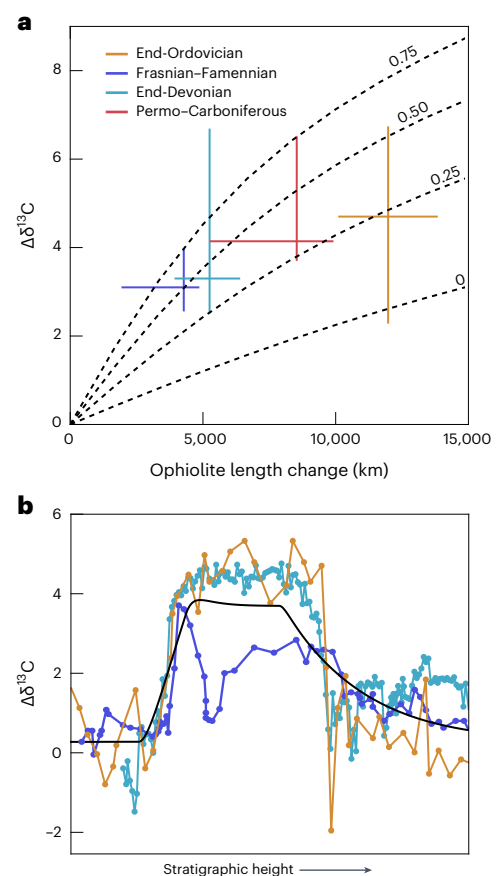 a
End-Ordovician
Frasnian–Famennian
End-Devonian
Permo–Carboniferous
0.75
0.50
0.25
0
8
6
4
2
0
Δδ¹³C
0 5,000 10,000 15,000
Ophiolite length change (km)
b
6
4
2
0
–2
Δδ¹³C
Stratigraphic height